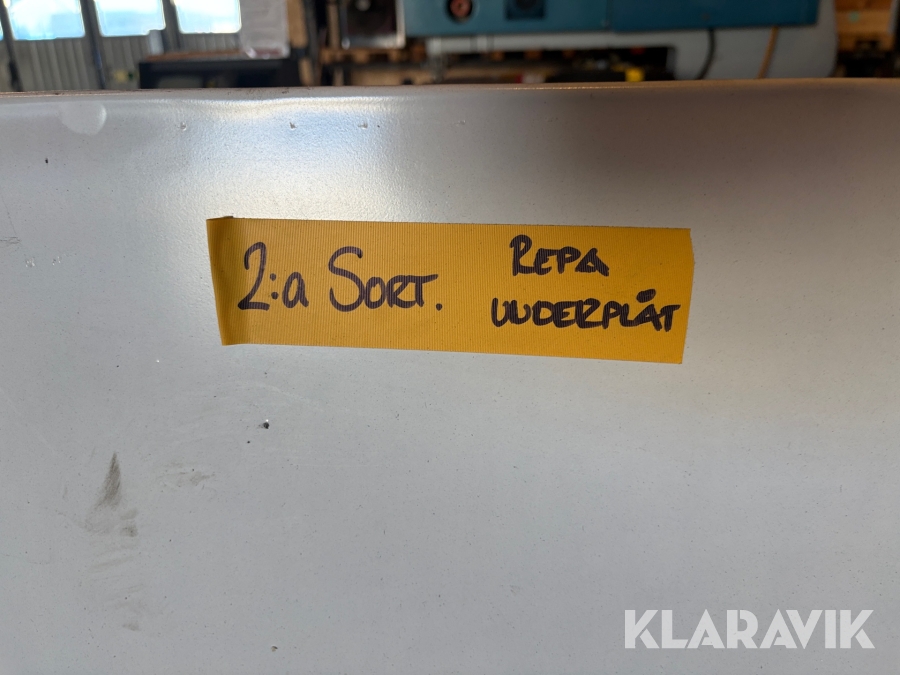 2:a SORT.
REPA
UNDERPLÅT
KLARAVIK